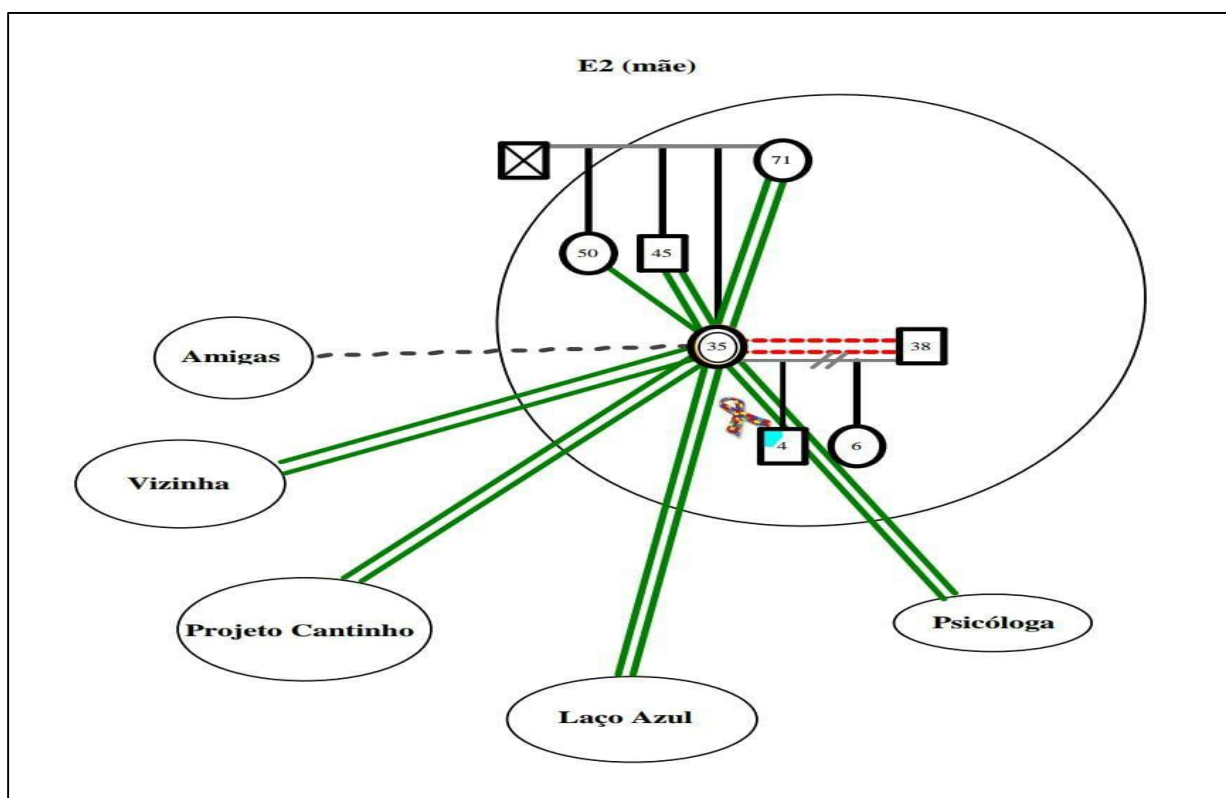 E2 (mãe)
71
50
45
35
38
Amigas
4
6
Vizinha
Projeto Cantinho
Psicóloga
Laço Azul